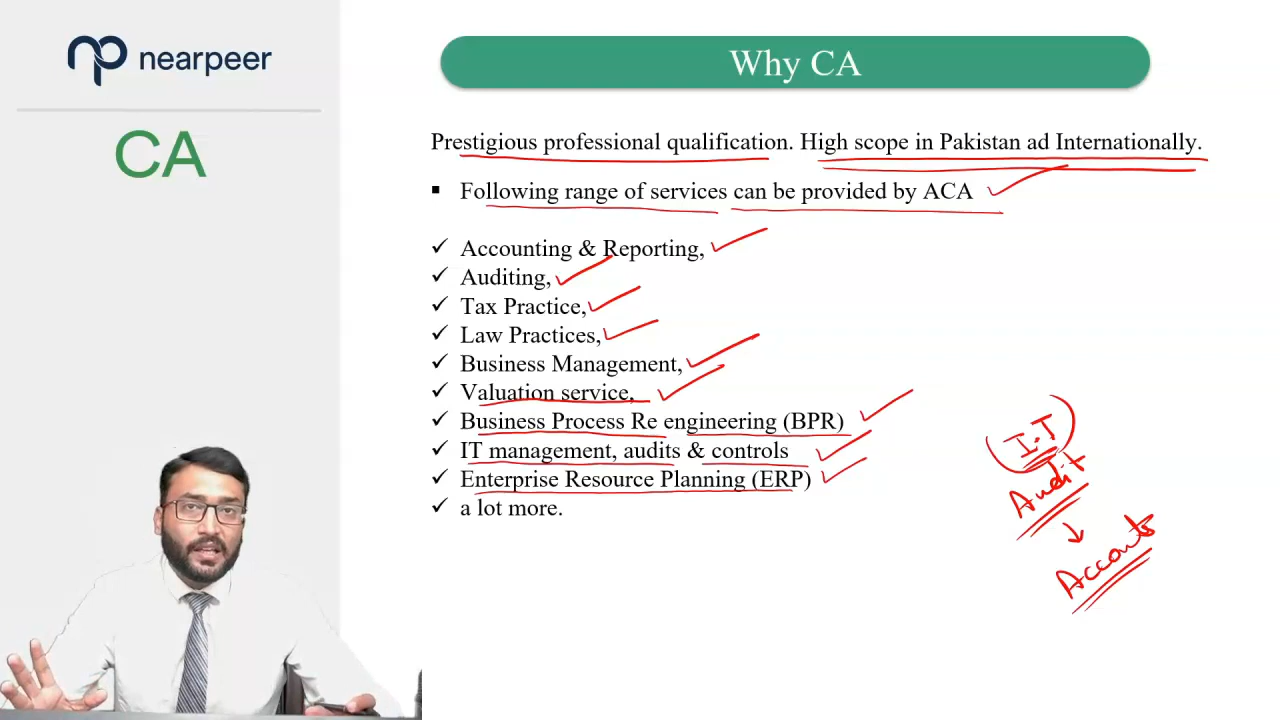 nearpeer
CA
Why CA
Prestigious professional qualification. High scope in Pakistan ad Internationally.
Following range of services can be provided by ACA
Accounting & Reporting,
Auditing,
Tax Practice,
Law Practices,
Business Management,
Valuation service,
Business Process Re engineering (BPR)
IT management, audits & controls
Enterprise Resource Planning (ERP)
a lot more.
I.T
Audit
Accounts